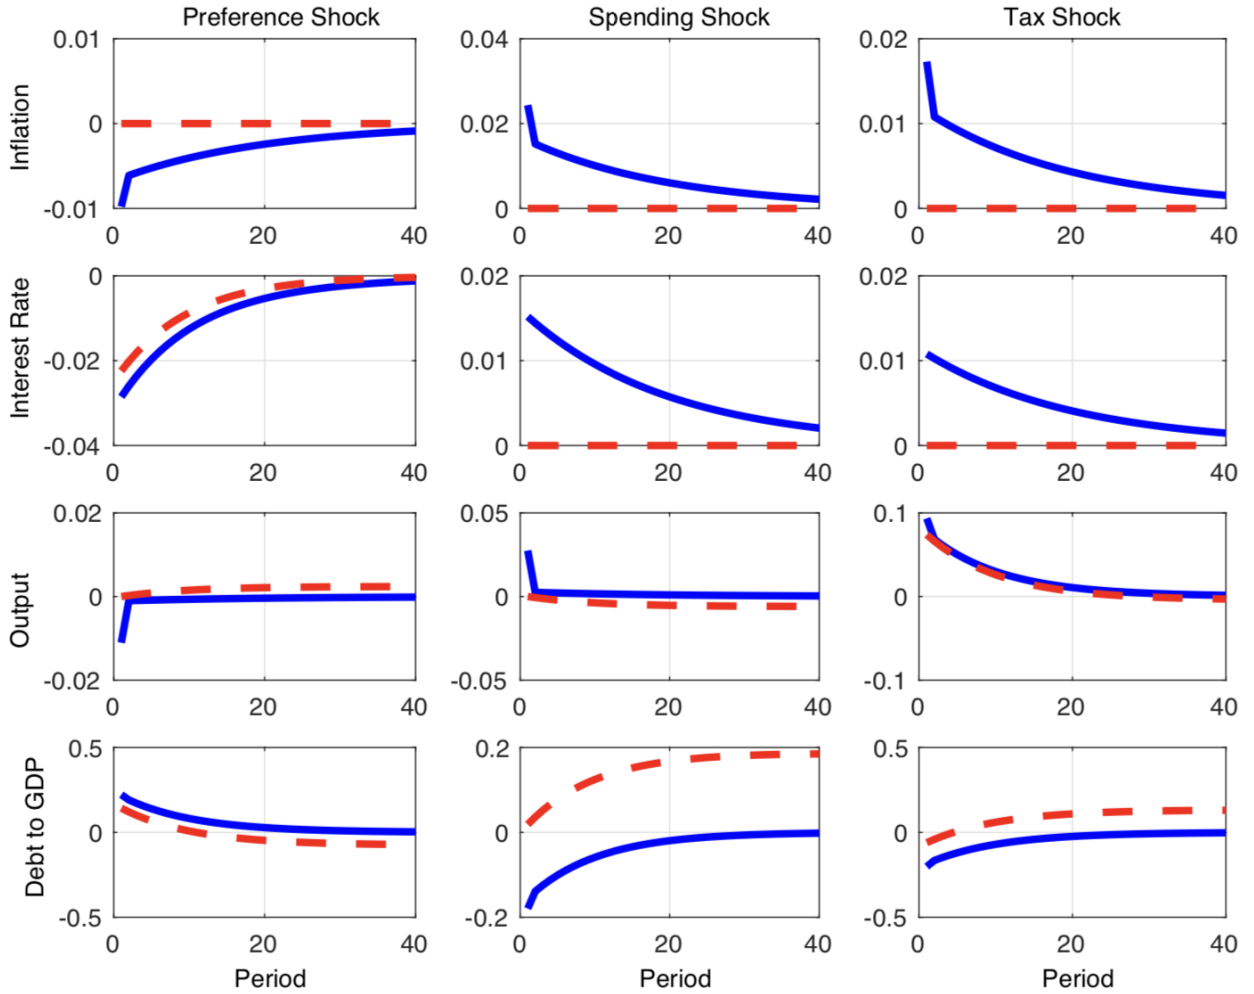 Preference Shock Spending Shock Tax Shock
0.01 0.04 0.02
Inflation
0 0.02 0.01
-0.01 0 0
0 20 40 0 20 40 0 20 40
0 0.02 0.02
Interest Rate
-0.02 0.01 0.01
-0.04 0 0
0 20 40 0 20 40 0 20 40
0.02 0.05 0.1
Output
0 0 0
-0.02 -0.05 -0.1
0 20 40 0 20 40 0 20 40
0.5 0.2 0.5
Debt to GDP
0 0 0
-0.5 -0.2 -0.5
0 20 40 0 20 40 0 20 40
Period Period Period